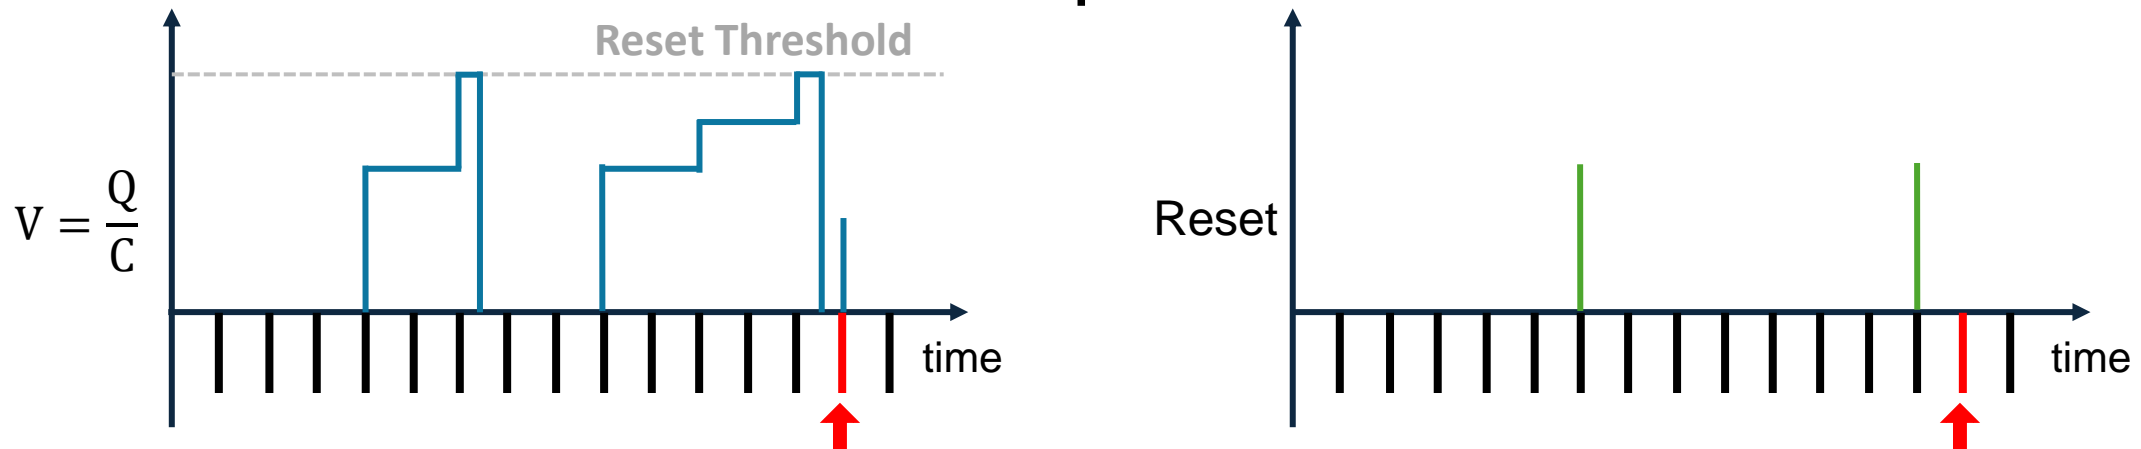 Reset Threshold
V = Q/C
time
Reset
time